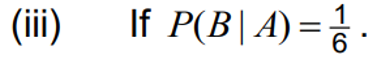 (iii) If P(B | A) = 1/6 .